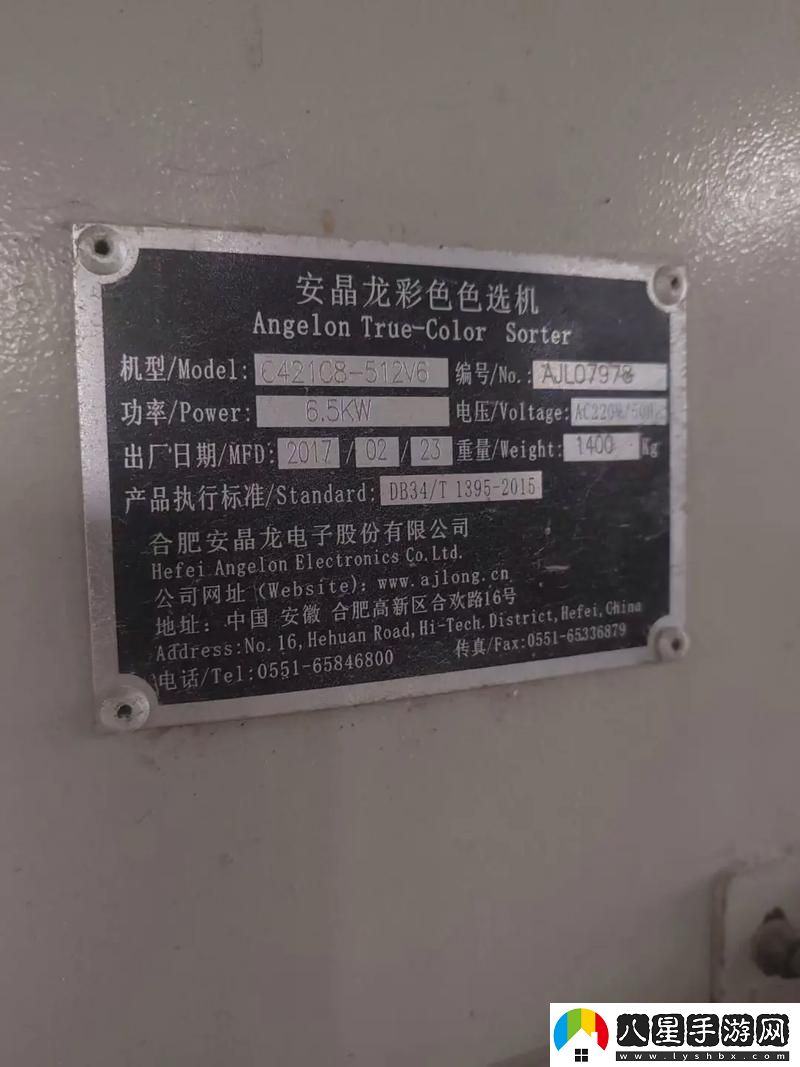 安晶龙彩色色选机
Angelon True-Color Sorter
机型/Model: C421C8-512V6 编号/No.: AJL07978
功率/Power: 6.5KW 电压/Voltage: AC220V/50Hz
出厂日期/MFD: 2017 / 02 / 23 重量/Weight: 1400 Kg
产品执行标准/Standard: DB34/T 1395-2015
合肥安晶龙电子股份有限公司
Hefei Angelon Electronics Co.Ltd.
公司网址(Website): www.ajlong.cn
地址: 中国 安徽 合肥高新区合欢路16号
Address:No.16,Hehuan Road,Hi-Tech.District,Hefei,China
电话/Tel:0551-65846800 传真/Fax:0551-65336879
八星手游网
www.lyshbx.com